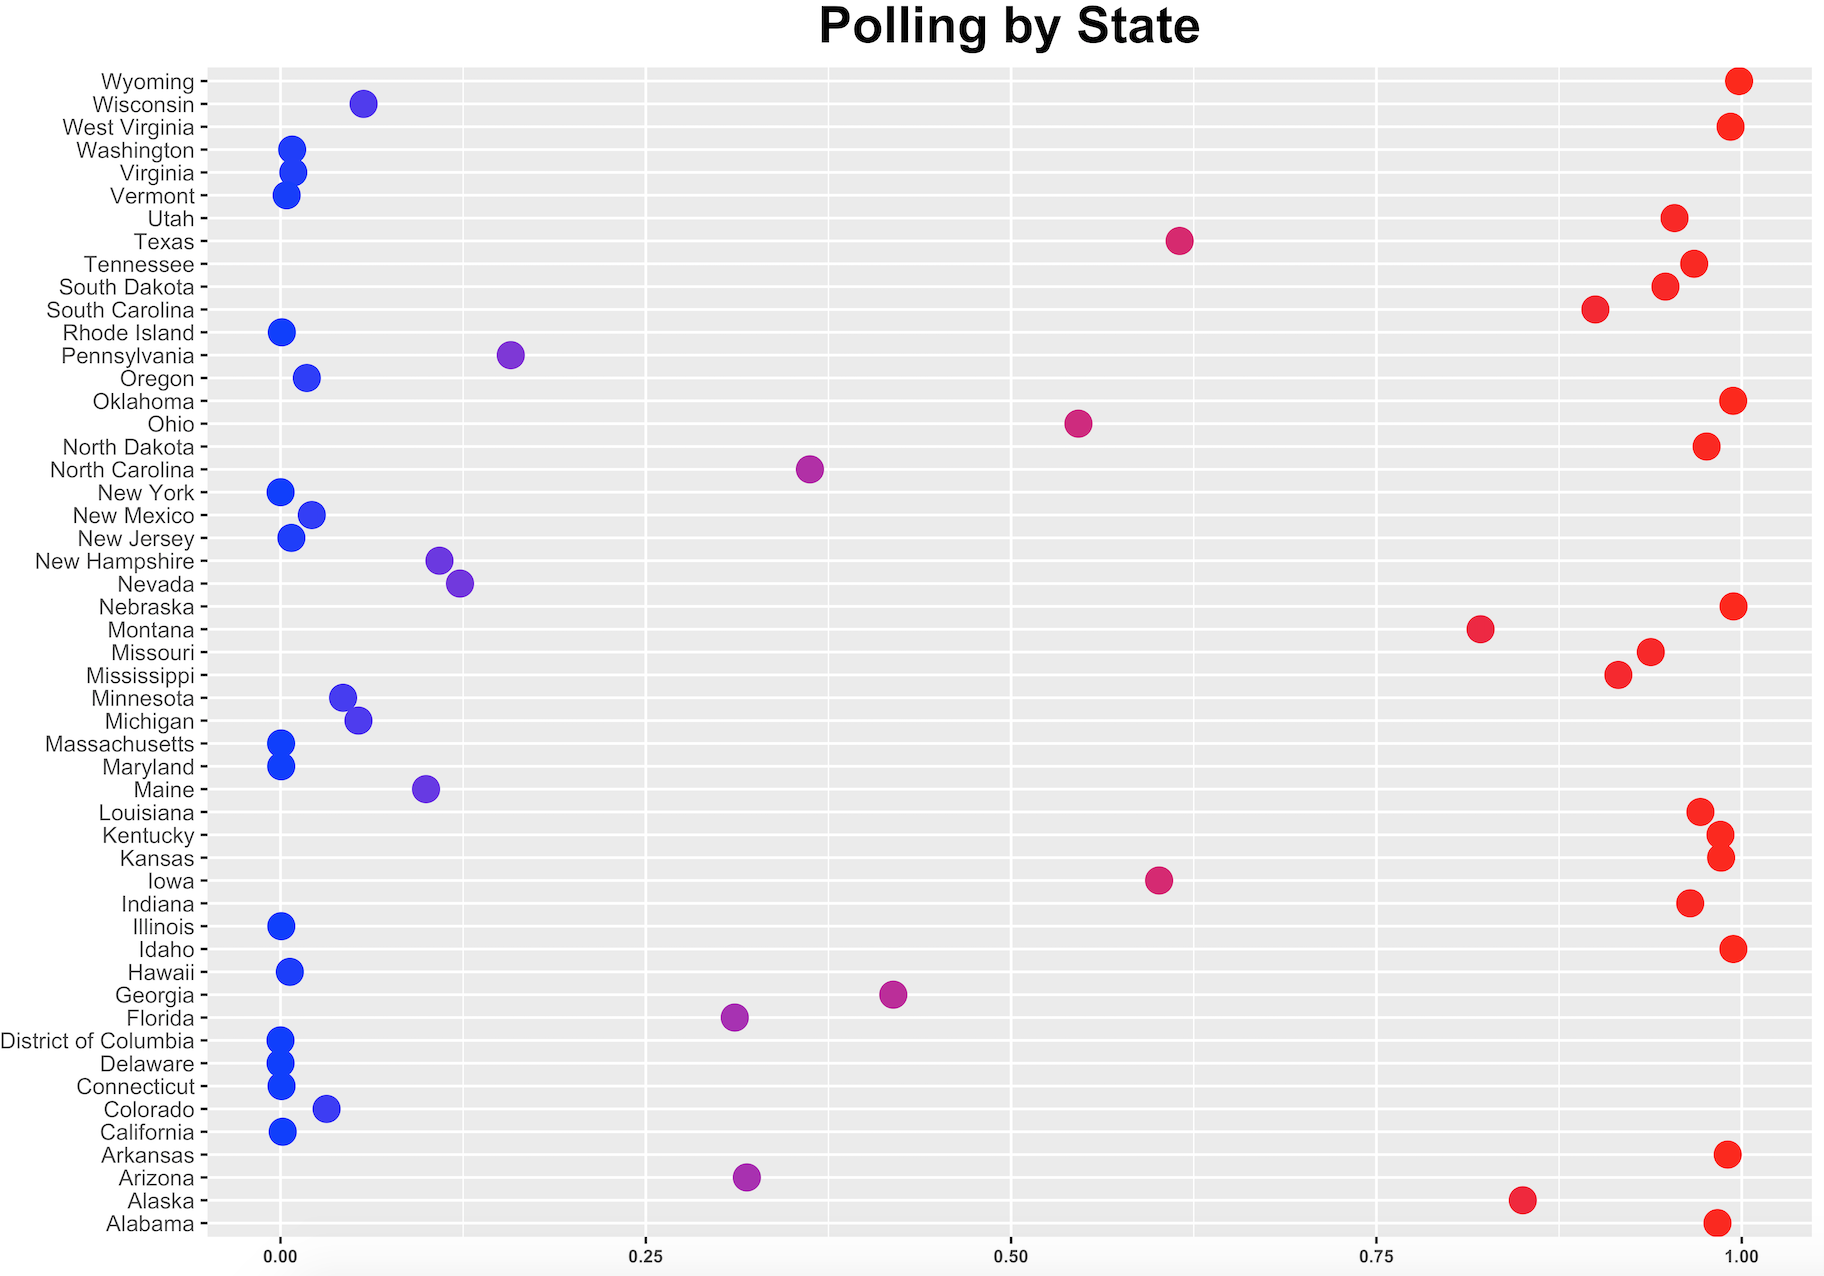 Polling by State
Wyoming
Wisconsin
West Virginia
Washington
Virginia
Vermont
Utah
Texas
Tennessee
South Dakota
South Carolina
Rhode Island
Pennsylvania
Oregon
Oklahoma
Ohio
North Dakota
North Carolina
New York
New Mexico
New Jersey
New Hampshire
Nevada
Nebraska
Montana
Missouri
Mississippi
Minnesota
Michigan
Massachusetts
Maryland
Maine
Louisiana
Kentucky
Kansas
Iowa
Indiana
Illinois
Idaho
Hawaii
Georgia
Florida
District of Columbia
Delaware
Connecticut
Colorado
California
Arkansas
Arizona
Alaska
Alabama
0.00 0.25 0.50 0.75 1.00